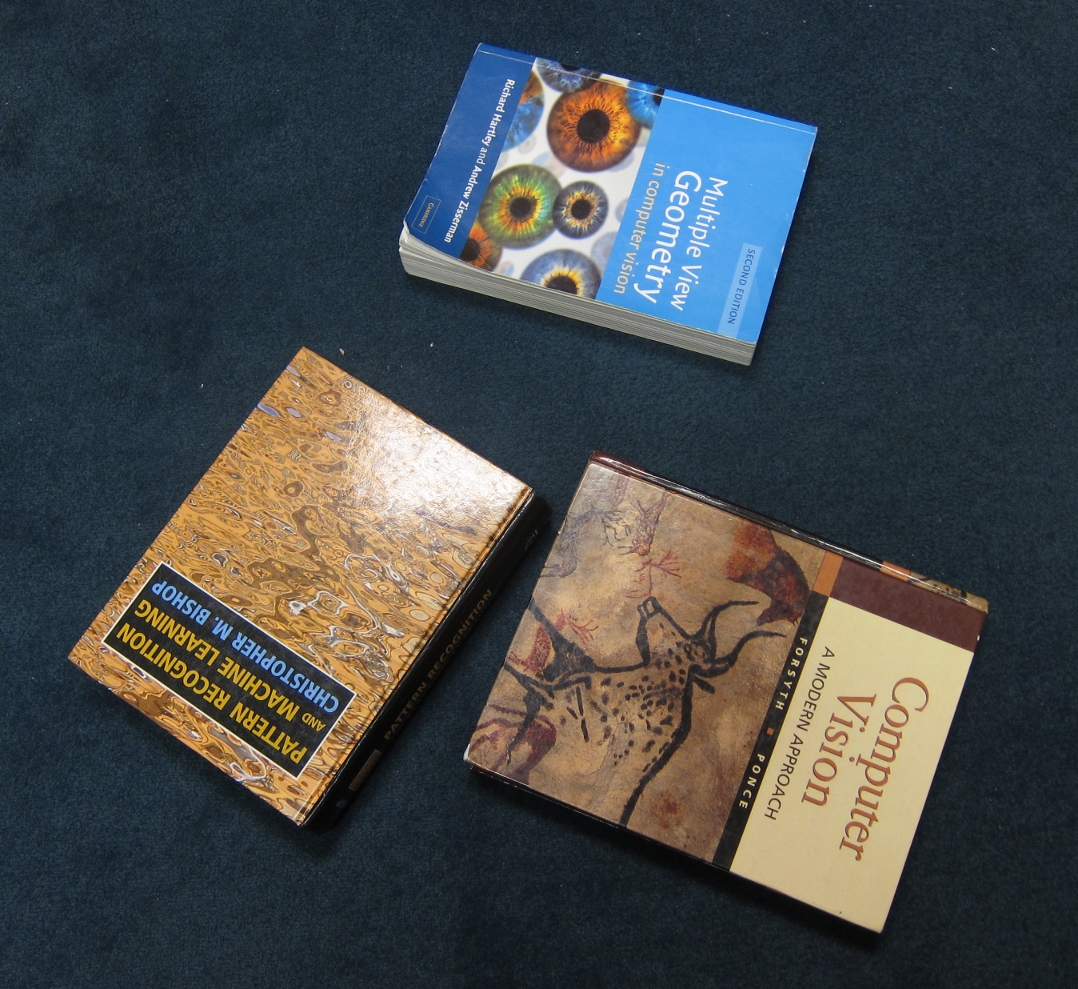 SECOND EDITION
Multiple View
Geometry
in computer vision
Richard Hartley and Andrew Zisserman
CAMBRIDGE
PATTERN RECOGNITION
AND MACHINE LEARNING
CHRISTOPHER M. BISHOP
PATTERN RECOGNITION
Computer
Vision
A MODERN APPROACH
FORSYTH ■ PONCE